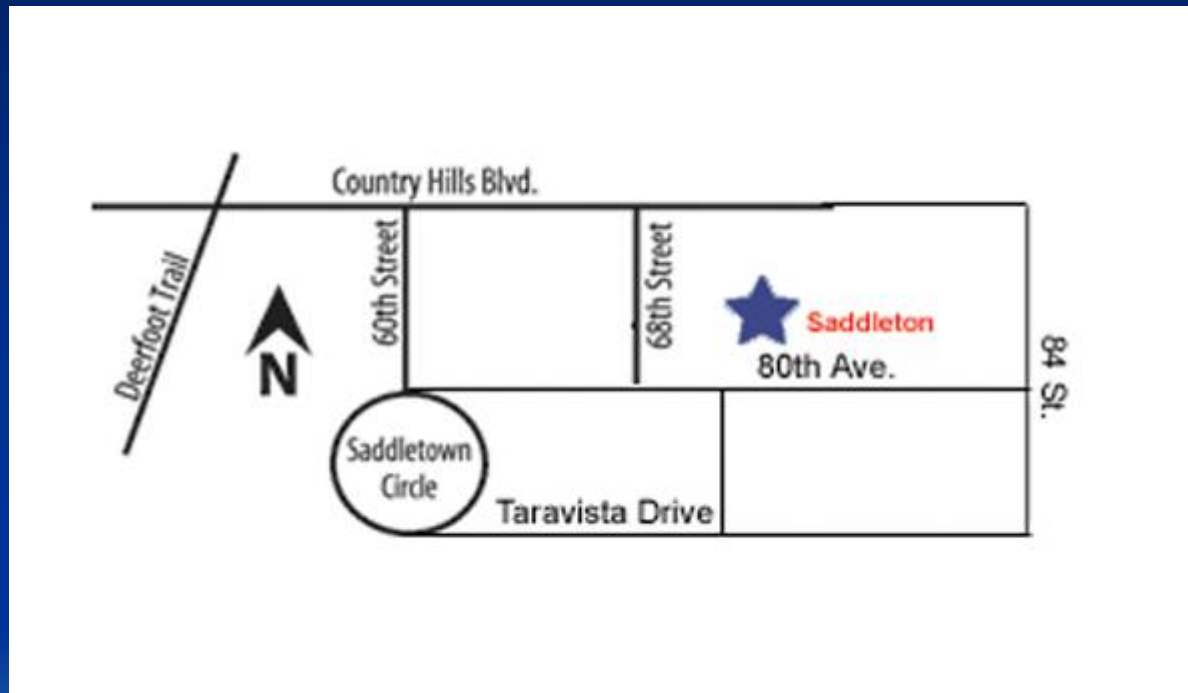 Country Hills Blvd.
Deerfoot Trail
N
60th Street
68th Street
Saddleton
80th Ave.
84 St.
Saddletown
Circle
Taravista Drive